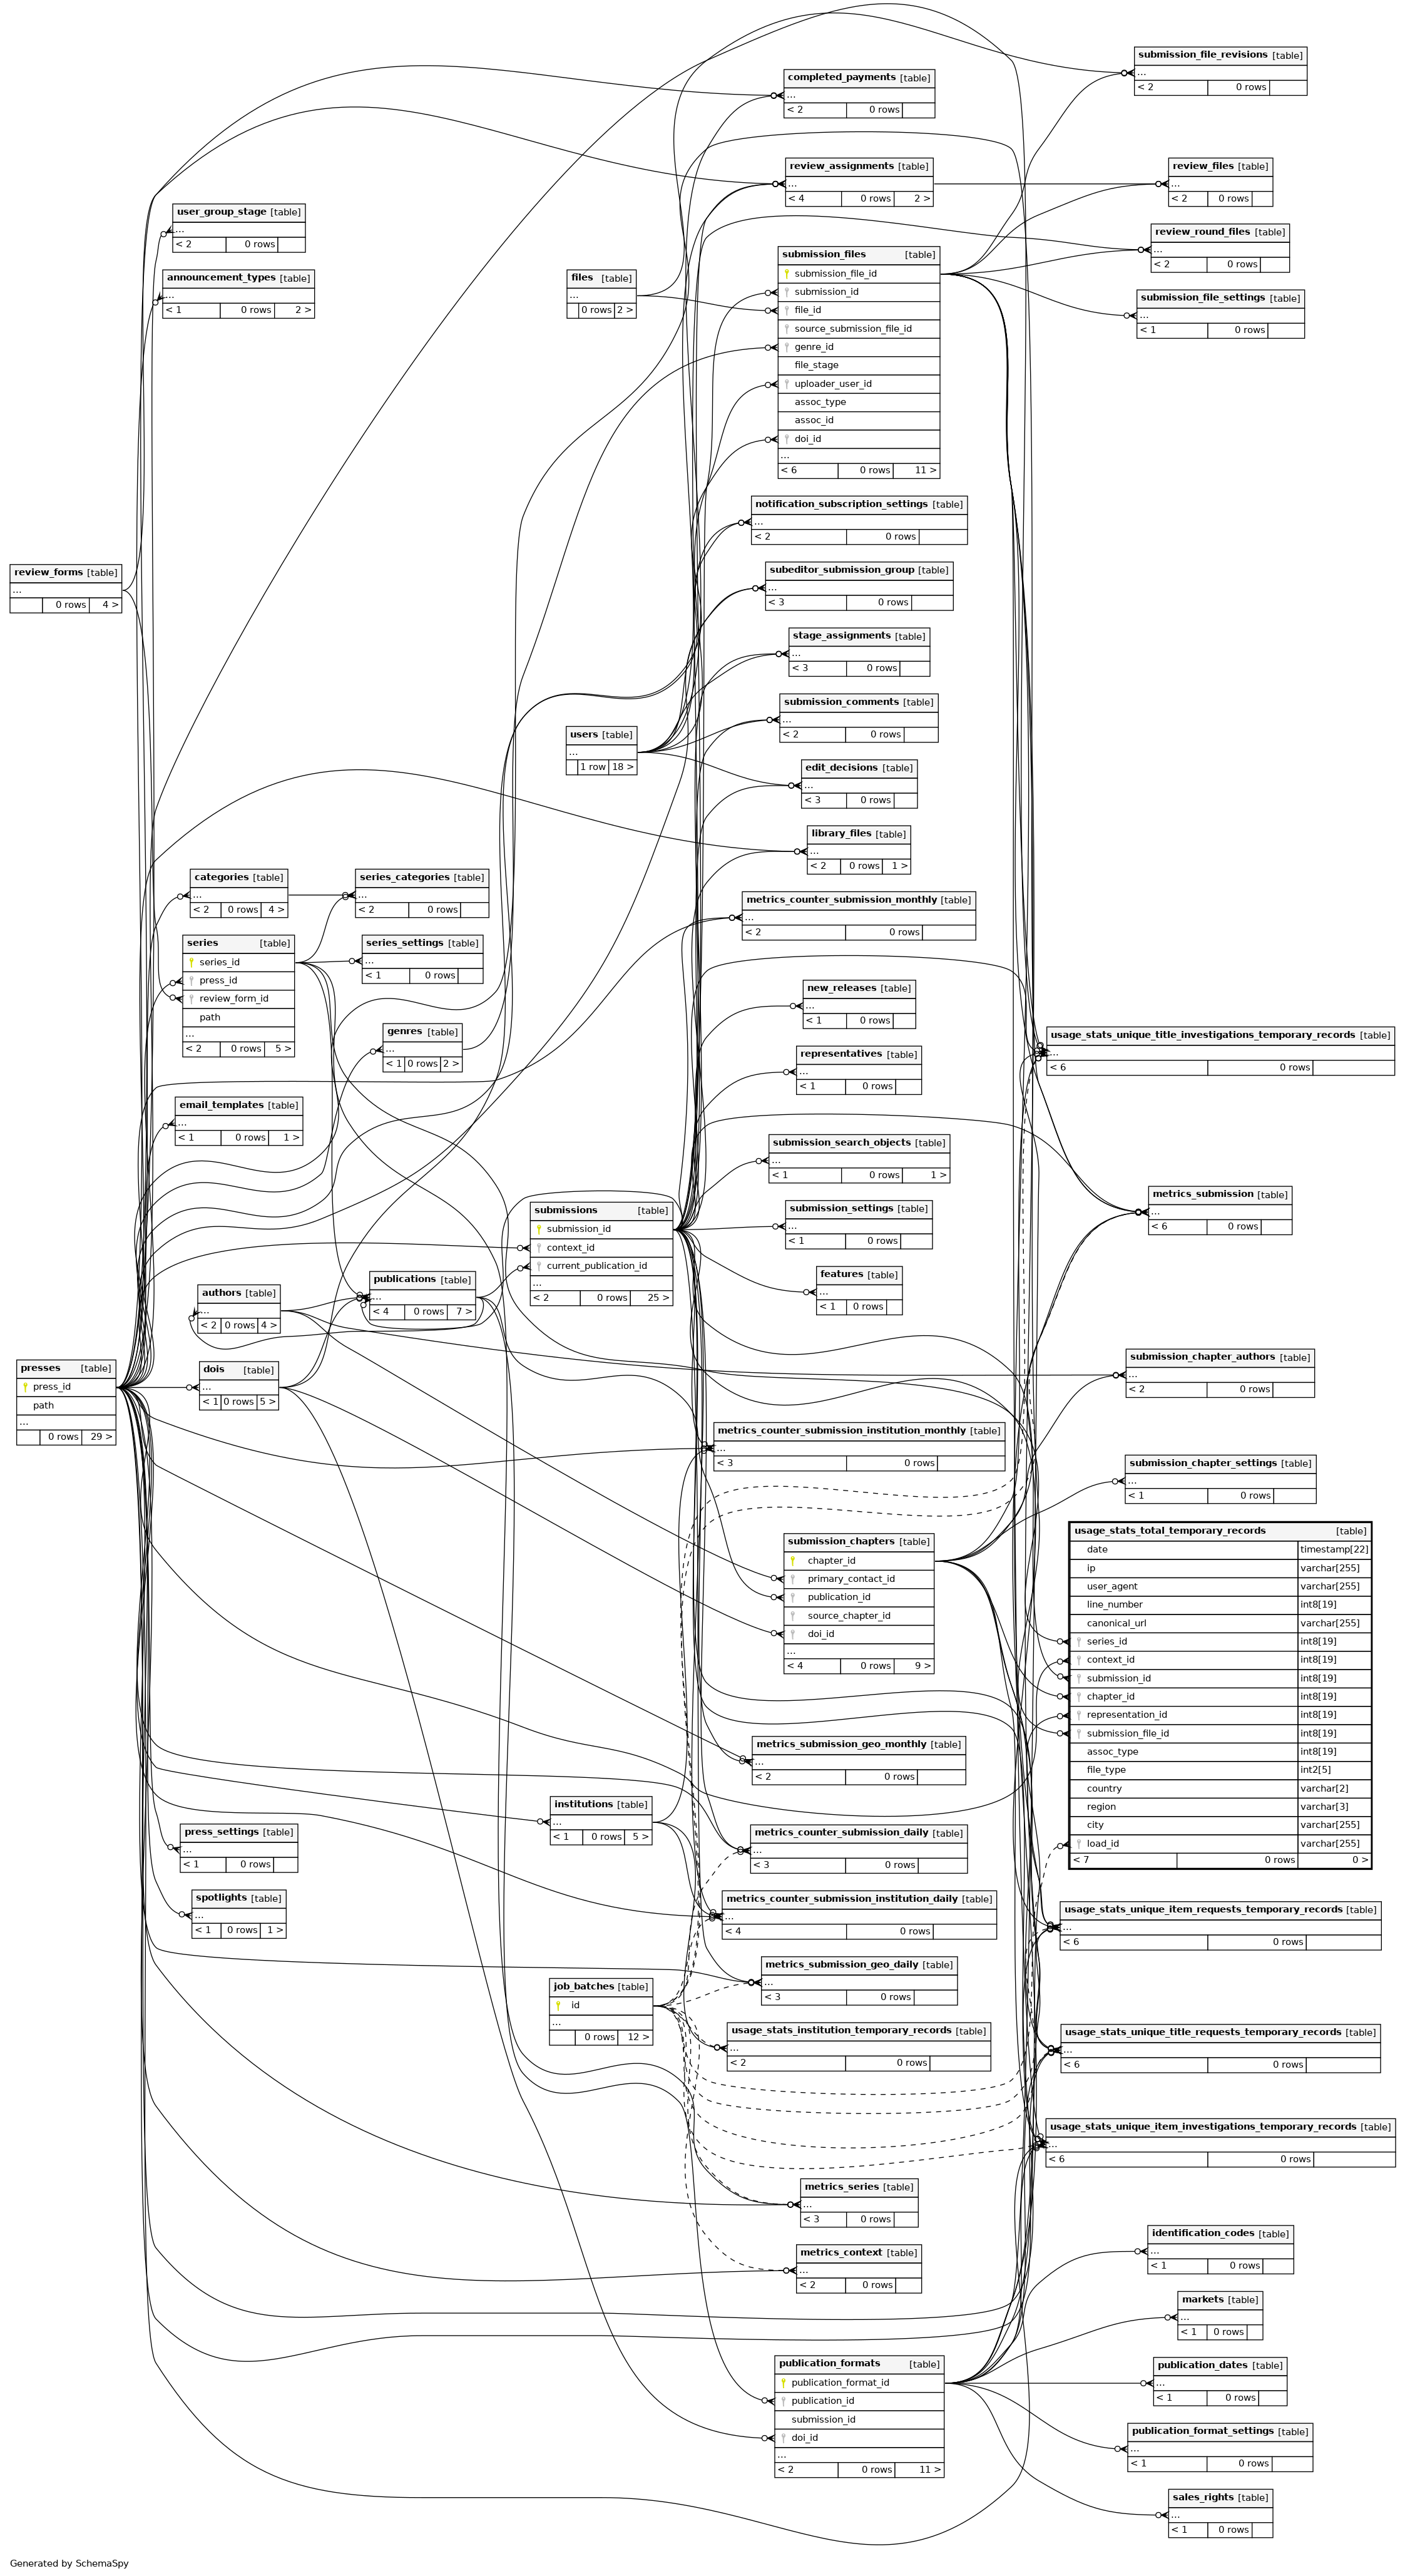 submission_file_revisions [table]
...
< 2 0 rows
completed_payments [table]
...
< 2 0 rows
review_assignments [table]
...
< 4 0 rows 2 >
review_files [table]
...
< 2 0 rows
user_group_stage [table]
...
< 2 0 rows
review_round_files [table]
...
< 2 0 rows
announcement_types [table]
...
< 1 0 rows 2 >
files [table]
...
0 rows 2 >
submission_files [table]
submission_file_id
submission_id
file_id
source_submission_file_id
genre_id
file_stage
uploader_user_id
assoc_type
assoc_id
doi_id
...
< 6 0 rows 11 >
submission_file_settings [table]
...
< 1 0 rows
notification_subscription_settings [table]
...
< 2 0 rows
review_forms [table]
...
0 rows 4 >
subeditor_submission_group [table]
...
< 3 0 rows
stage_assignments [table]
...
< 3 0 rows
submission_comments [table]
...
< 2 0 rows
users [table]
...
1 row 18 >
edit_decisions [table]
...
< 3 0 rows
library_files [table]
...
< 2 0 rows 1 >
categories [table]
...
< 2 0 rows 4 >
series_categories [table]
...
< 2 0 rows
metrics_counter_submission_monthly [table]
...
< 2 0 rows
series [table]
series_id
press_id
review_form_id
path
...
< 2 0 rows 5 >
series_settings [table]
...
< 1 0 rows
new_releases [table]
...
< 1 0 rows
genres [table]
...
< 1 0 rows 2 >
usage_stats_unique_title_investigations_temporary_records [table]
...
< 6 0 rows
representatives [table]
...
< 1 0 rows
email_templates [table]
...
< 1 0 rows 1 >
submission_search_objects [table]
...
< 1 0 rows 1 >
metrics_submission [table]
...
< 6 0 rows
submissions [table]
submission_id
context_id
current_publication_id
...
< 2 0 rows 25 >
submission_settings [table]
...
< 1 0 rows
features [table]
...
< 1 0 rows
publications [table]
...
< 4 0 rows 7 >
authors [table]
...
< 2 0 rows 4 >
presses [table]
press_id
path
...
0 rows 29 >
dois [table]
...
< 1 0 rows 5 >
submission_chapter_authors [table]
...
< 2 0 rows
metrics_counter_submission_institution_monthly [table]
...
< 3 0 rows
submission_chapter_settings [table]
...
< 1 0 rows
submission_chapters [table]
chapter_id
primary_contact_id
publication_id
source_chapter_id
doi_id
...
< 4 0 rows 9 >
usage_stats_total_temporary_records [table]
date timestamp[22]
ip varchar[255]
user_agent varchar[255]
line_number int8[19]
canonical_url varchar[255]
series_id int8[19]
context_id int8[19]
submission_id int8[19]
chapter_id int8[19]
representation_id int8[19]
submission_file_id int8[19]
assoc_type int8[19]
file_type int2[5]
country varchar[2]
region varchar[3]
city varchar[255]
load_id varchar[255]
< 7 0 rows 0 >
metrics_submission_geo_monthly [table]
...
< 2 0 rows
institutions [table]
...
< 1 0 rows 5 >
press_settings [table]
...
< 1 0 rows
metrics_counter_submission_daily [table]
...
< 3 0 rows
spotlights [table]
...
< 1 0 rows 1 >
metrics_counter_submission_institution_daily [table]
...
< 4 0 rows
usage_stats_unique_item_requests_temporary_records [table]
...
< 6 0 rows
metrics_submission_geo_daily [table]
...
< 3 0 rows
job_batches [table]
id
...
0 rows 12 >
usage_stats_institution_temporary_records [table]
...
< 2 0 rows
usage_stats_unique_title_requests_temporary_records [table]
...
< 6 0 rows
usage_stats_unique_item_investigations_temporary_records [table]
...
< 6 0 rows
metrics_series [table]
...
< 3 0 rows
metrics_context [table]
...
< 2 0 rows
identification_codes [table]
...
< 1 0 rows
markets [table]
...
< 1 0 rows
publication_formats [table]
publication_format_id
publication_id
submission_id
doi_id
...
< 2 0 rows 11 >
publication_dates [table]
...
< 1 0 rows
publication_format_settings [table]
...
< 1 0 rows
sales_rights [table]
...
< 1 0 rows
Generated by SchemaSpy